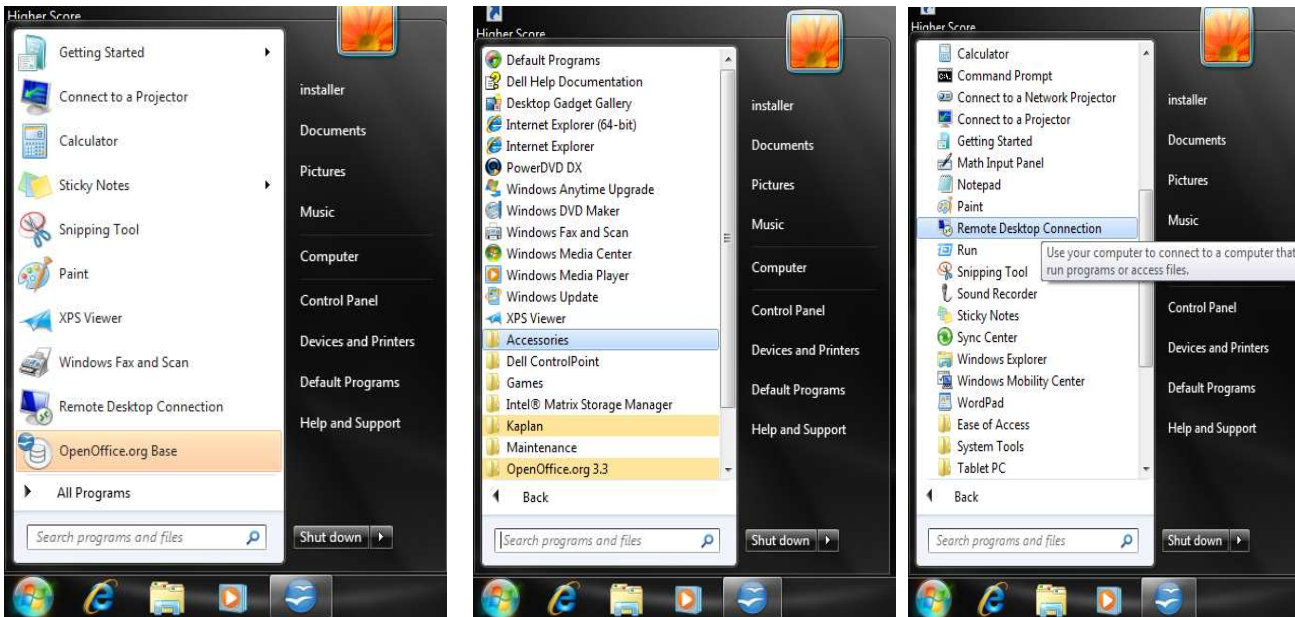 Higher Score
Getting Started
Connect to a Projector
Calculator
Sticky Notes
Snipping Tool
Paint
XPS Viewer
Windows Fax and Scan
Remote Desktop Connection
OpenOffice.org Base
All Programs
Search programs and files
installer
Documents
Pictures
Music
Computer
Control Panel
Devices and Printers
Default Programs
Help and Support
Shut down
Higher Score
Default Programs
Dell Help Documentation
Desktop Gadget Gallery
Internet Explorer (64-bit)
Internet Explorer
PowerDVD DX
Windows Anytime Upgrade
Windows DVD Maker
Windows Fax and Scan
Windows Media Center
Windows Media Player
Windows Update
XPS Viewer
Accessories
Dell ControlPoint
Games
Intel® Matrix Storage Manager
Kaplan
Maintenance
OpenOffice.org 3.3
Back
Search programs and files
installer
Documents
Pictures
Music
Computer
Control Panel
Devices and Printers
Default Programs
Help and Support
Shut down
Higher Score
Calculator
Command Prompt
Connect to a Network Projector
Connect to a Projector
Getting Started
Math Input Panel
Notepad
Paint
Remote Desktop Connection
Run
Snipping Tool
Sound Recorder
Sticky Notes
Sync Center
Windows Explorer
Windows Mobility Center
WordPad
Ease of Access
System Tools
Tablet PC
Back
Search programs and files
Use your computer to connect to a computer that
run programs or access files.
installer
Documents
Pictures
Music
Control Panel
Devices and Printers
Default Programs
Help and Support
Shut down